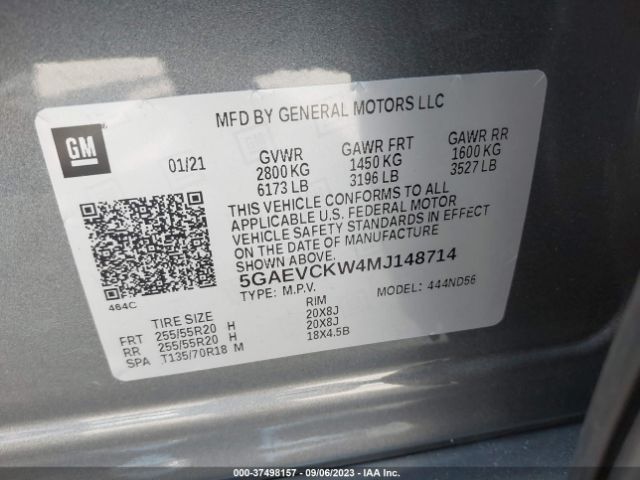 MFD BY GENERAL MOTORS LLC
GM
01/21 GVWR GAWR FRT GAWR RR
2800 KG 1450 KG 1600 KG
6173 LB 3196 LB 3527 LB
THIS VEHICLE CONFORMS TO ALL
APPLICABLE U.S. FEDERAL MOTOR
VEHICLE SAFETY STANDARDS IN EFFECT
ON THE DATE OF MANUFACTURE
SHOWN ABOVE.
5GAEVCKW4MJ148714
TYPE: M.P.V. MODEL: 444ND56
464C
TIRE SIZE RIM
FRT 255/55R20 H 20X8J
RR 255/55R20 H 20X8J
SPA T135/70R18 M 18X4.5B
000-37498157 - 09/06/2023 - IAA Inc.